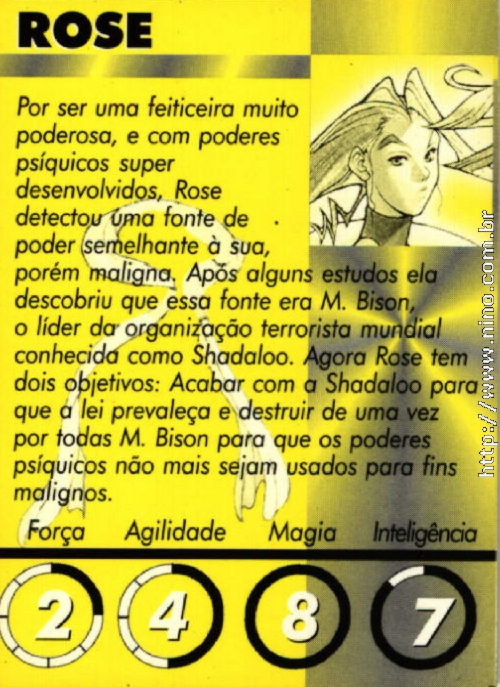 ROSE
Por ser uma feiticeira muito
poderosa, e com poderes
psíquicos super
desenvolvidos, Rose
detectou uma fonte de
poder semelhante à sua,
porém maligna. Após alguns estudos ela
descobriu que essa fonte era M. Bison,
o líder da organização terrorista mundial
conhecida como Shadaloo. Agora Rose tem
dois objetivos: Acabar com a Shadaloo para
que a lei prevaleça e destruir de uma vez
por todas M. Bison para que os poderes
psíquicos não mais sejam usados para fins
malignos.
Força Agilidade Magia Inteligência
2 4 8 7
http://www.nimo.com.br